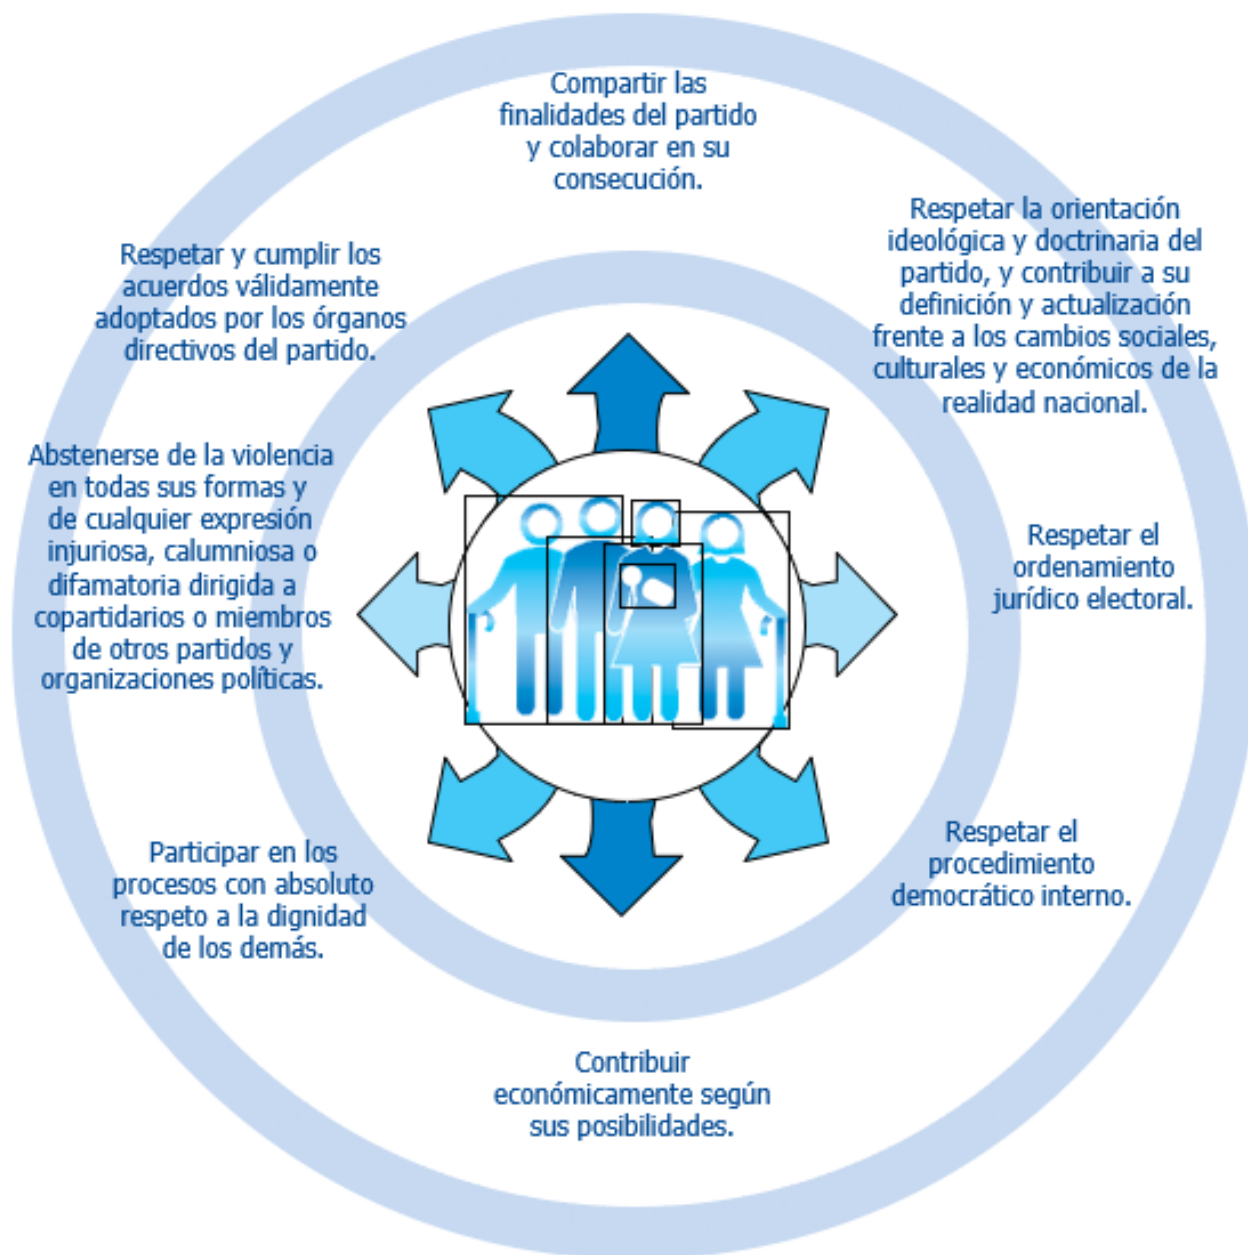 Compartir las
finalidades del partido
y colaborar en su
consecución.
Respetar la orientación
ideológica y doctrinaria del
partido, y contribuir a su
definición y actualización
frente a los cambios sociales,
culturales y económicos de la
realidad nacional.
Respetar el
ordenamiento
jurídico electoral.
Respetar el
procedimiento
democrático interno.
Contribuir
económicamente según
sus posibilidades.
Participar en los
procesos con absoluto
respeto a la dignidad
de los demás.
Abstenerse de la violencia
en todas sus formas y
de cualquier expresión
injuriosa, calumniosa o
difamatoria dirigida a
copartidarios o miembros
de otros partidos y
organizaciones políticas.
Respetar y cumplir los
acuerdos válidamente
adoptados por los órganos
directivos del partido.